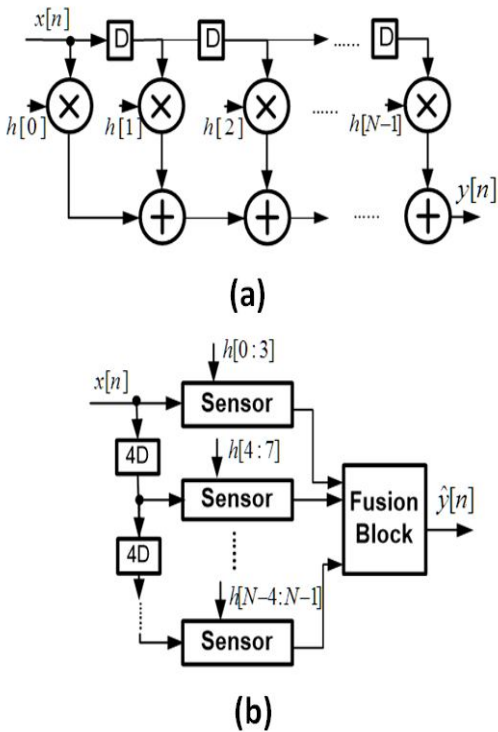 x[n]
D D ...... D
h[0] h[1] h[2] ...... h[N−1]
y[n]
......
(a)
h[0:3]
x[n]
Sensor
4D
h[4:7]
Sensor
Fusion
Block
ŷ[n]
4D
h[N−4:N−1]
Sensor
(b)